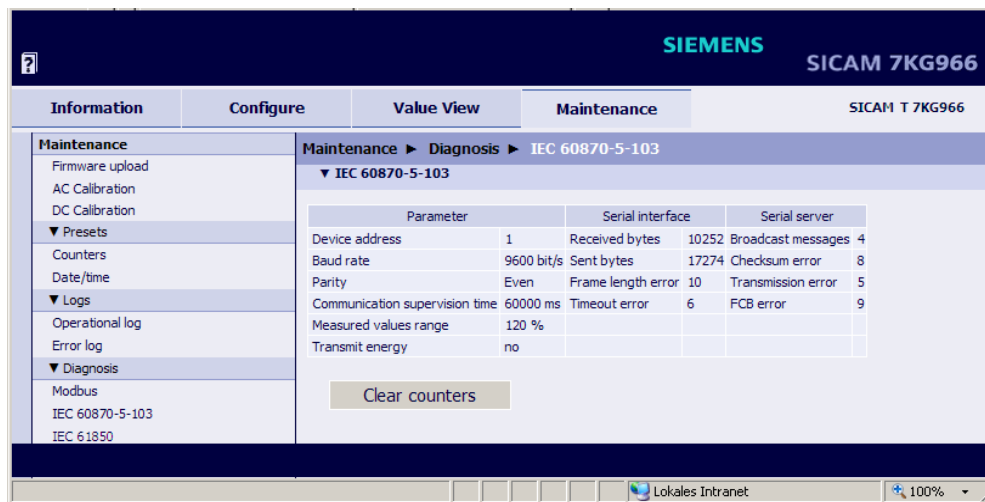 SIEMENS
?
SICAM 7KG966
Information Configure Value View Maintenance SICAM T 7KG966
Maintenance
Firmware upload
AC Calibration
DC Calibration
▼ Presets
Counters
Date/time
▼ Logs
Operational log
Error log
▼ Diagnosis
Modbus
IEC 60870-5-103
IEC 61850
Maintenance ► Diagnosis ► IEC 60870-5-103
▼ IEC 60870-5-103
Parameter Serial interface Serial server
Device address 1 Received bytes 10252 Broadcast messages 4
Baud rate 9600 bit/s Sent bytes 17274 Checksum error 8
Parity Even Frame length error 10 Transmission error 5
Communication supervision time 60000 ms Timeout error 6 FCB error 9
Measured values range 120 %
Transmit energy no
Clear counters
Lokales Intranet 100%